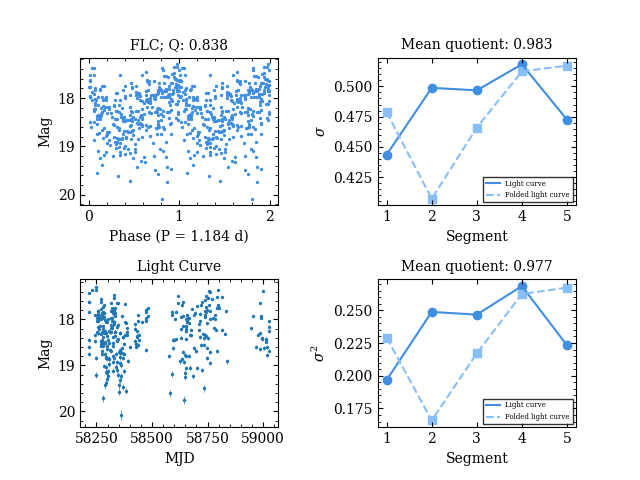 FLC; Q: 0.838
Mag
18
19
20
0
1
2
Phase (P = 1.184 d)
Mean quotient: 0.983
σ
0.500
0.475
0.450
0.425
Light curve
Folded light curve
1
2
3
4
5
Segment
Light Curve
Mag
18
19
20
58250
58500
58750
59000
MJD
Mean quotient: 0.977
σ²
0.250
0.225
0.200
0.175
Light curve
Folded light curve
1
2
3
4
5
Segment